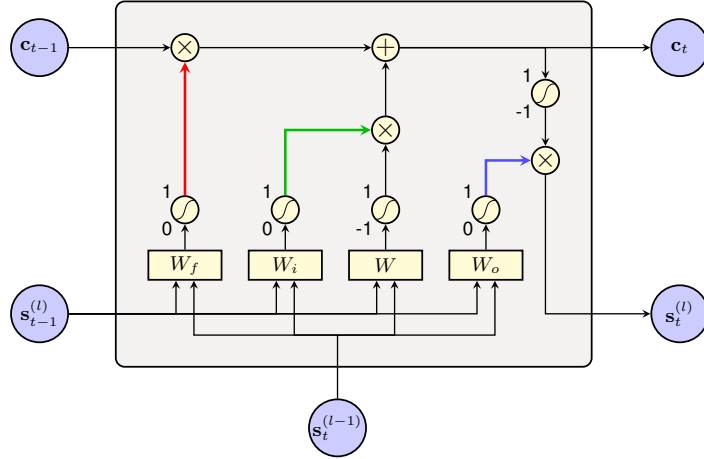 c_{t−1} × + c_t
1
-1
× ×
1 1 1 1
0 0 -1 0
W_f W_i W W_o
s_{t−1}^{(l)} s_t^{(l)}
s_t^{(l−1)}